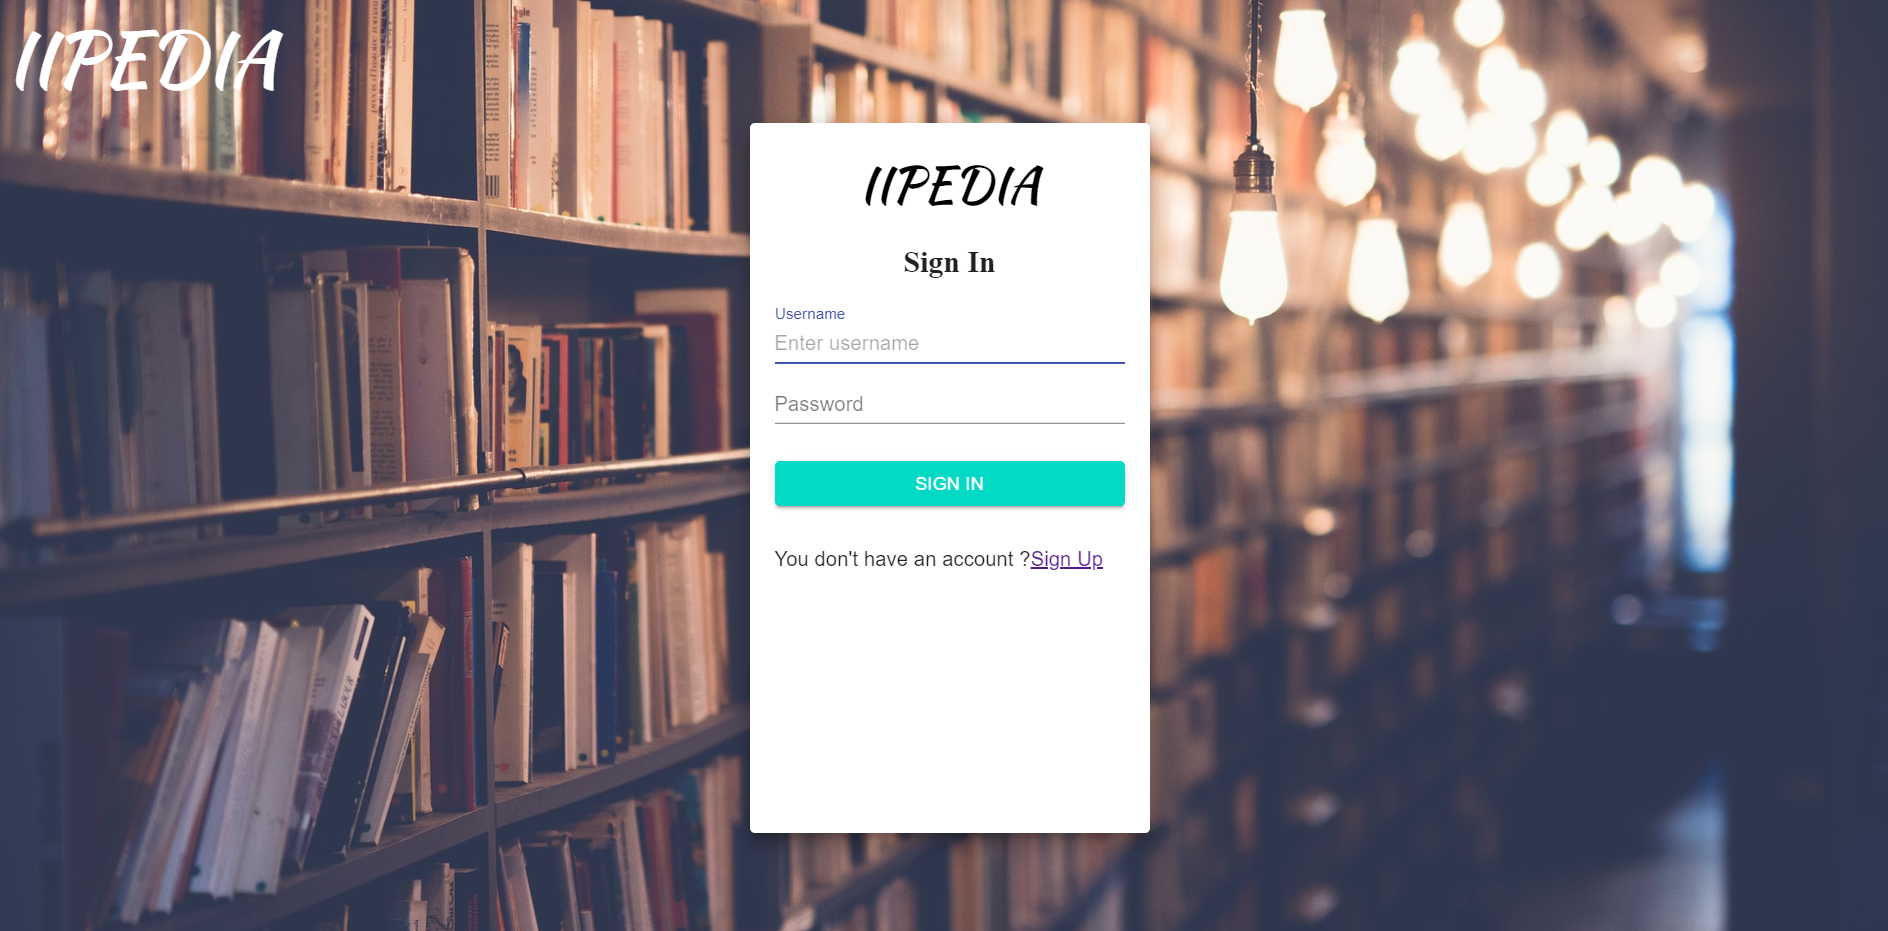 IIPEDIA
IIPEDIA
Sign In
Username
Enter username
Password
SIGN IN
You don't have an account ?Sign Up